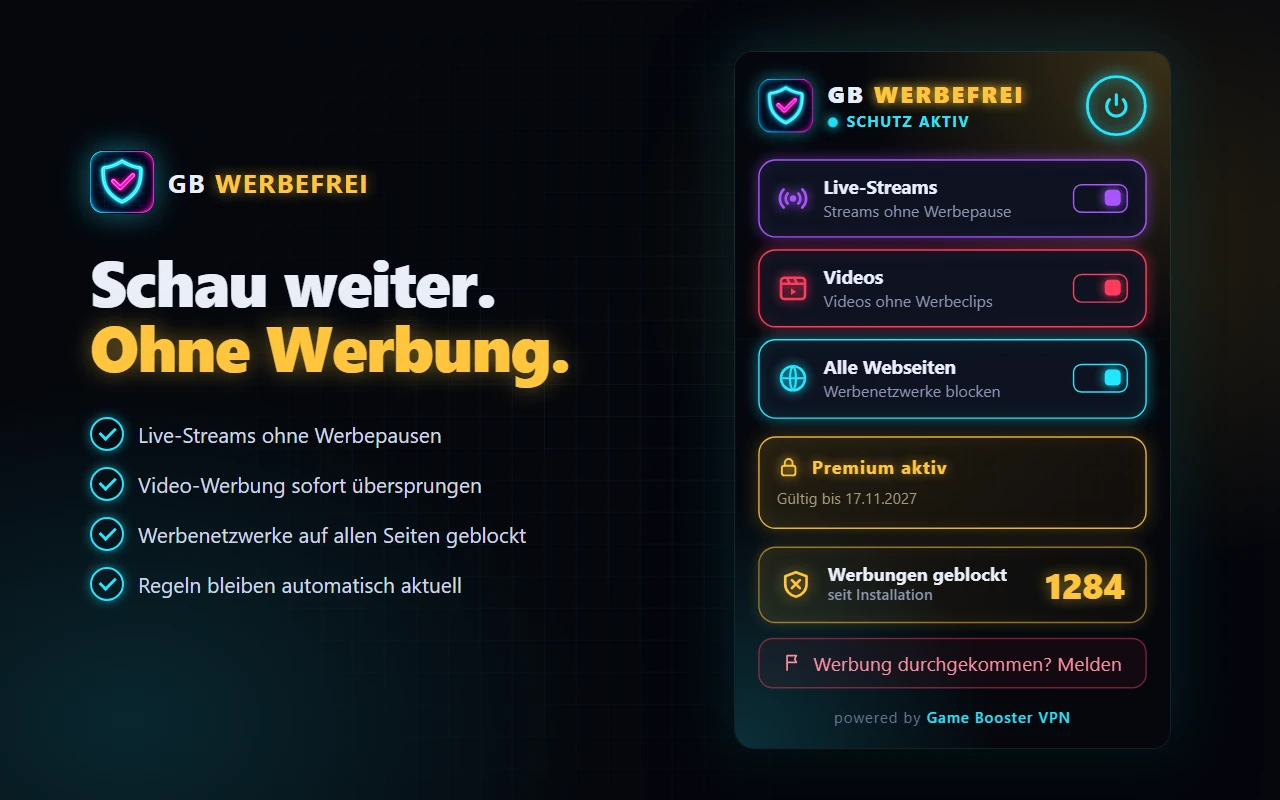 GB WERBEFREI
Schau weiter.
Ohne Werbung.
Live-Streams ohne Werbepausen
Video-Werbung sofort übersprungen
Werbenetzwerke auf allen Seiten geblockt
Regeln bleiben automatisch aktuell
GB WERBEFREI
SCHUTZ AKTIV
Live-Streams
Streams ohne Werbepause
Videos
Videos ohne Werbeclips
Alle Webseiten
Werbenetzwerke blocken
Premium aktiv
Gültig bis 17.11.2027
Werbungen geblockt
seit Installation
1284
Werbung durchgekommen? Melden
powered by Game Booster VPN